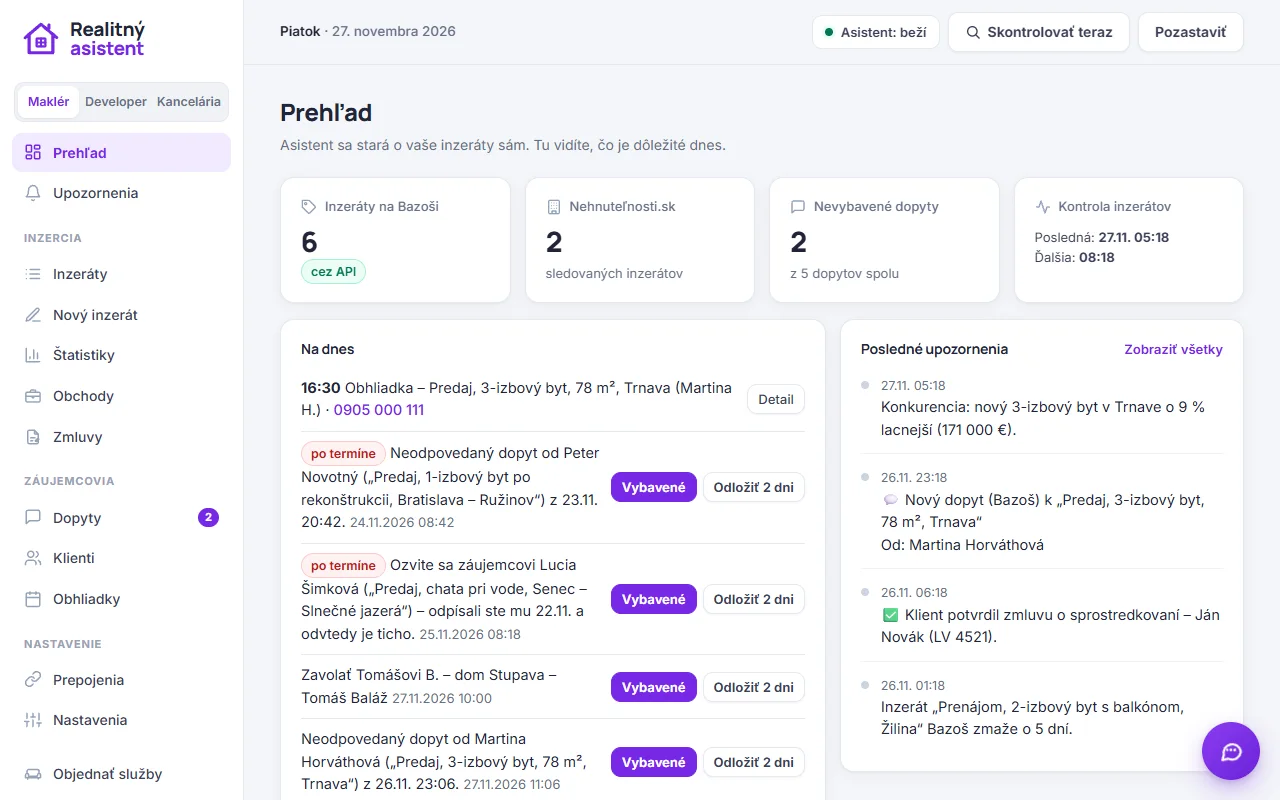 Realitný
asistent
Maklér
Developer
Kancelária
Prehľad
Upozornenia
INZERCIA
Inzeráty
Nový inzerát
Štatistiky
Obchody
Zmluvy
ZÁUJEMCOVIA
Dopyty
2
Klienti
Obhliadky
NASTAVENIE
Prepojenia
Nastavenia
Objednať služby
Piatok · 27. novembra 2026
Asistent: beží
Skontrolovať teraz
Pozastaviť
Prehľad
Asistent sa stará o vaše inzeráty sám. Tu vidíte, čo je dôležité dnes.
Inzeráty na Bazoši
6
cez API
Nehnuteľnosti.sk
2
sledovaných inzerátov
Nevybavené dopyty
2
z 5 dopytov spolu
Kontrola inzerátov
Posledná: 27.11. 05:18
Ďalšia: 08:18
Na dnes
16:30 Obhliadka – Predaj, 3-izbový byt, 78 m², Trnava (Martina
H.) · 0905 000 111
Detail
po termíne Neodpovedaný dopyt od Peter
Novotný („Predaj, 1-izbový byt po
rekonštrukcii, Bratislava – Ružinov“) z 23.11.
20:42. 24.11.2026 08:42
Vybavené
Odložiť 2 dni
po termíne Ozvite sa záujemcovi Lucia
Šimková („Predaj, chata pri vode, Senec –
Slnečné jazerá“) – odpísali ste mu 22.11. a
odvtedy je ticho. 25.11.2026 08:18
Vybavené
Odložiť 2 dni
Zavolať Tomášovi B. – dom Stupava –
Tomáš Baláž 27.11.2026 10:00
Vybavené
Odložiť 2 dni
Neodpovedaný dopyt od Martina
Horváthová („Predaj, 3-izbový byt, 78 m²,
Trnava“) z 26.11. 23:06. 27.11.2026 11:06
Vybavené
Odložiť 2 dni
Posledné upozornenia
Zobraziť všetky
27.11. 05:18
Konkurencia: nový 3-izbový byt v Trnave o 9 %
lacnejší (171 000 €).
26.11. 23:18
💬 Nový dopyt (Bazoš) k „Predaj, 3-izbový byt,
78 m², Trnava“
Od: Martina Horváthová
26.11. 06:18
✅ Klient potvrdil zmluvu o sprostredkovaní – Ján
Novák (LV 4521).
26.11. 01:18
Inzerát „Prenájom, 2-izbový byt s balkónom,
Žilina“ Bazoš zmaže o 5 dní.